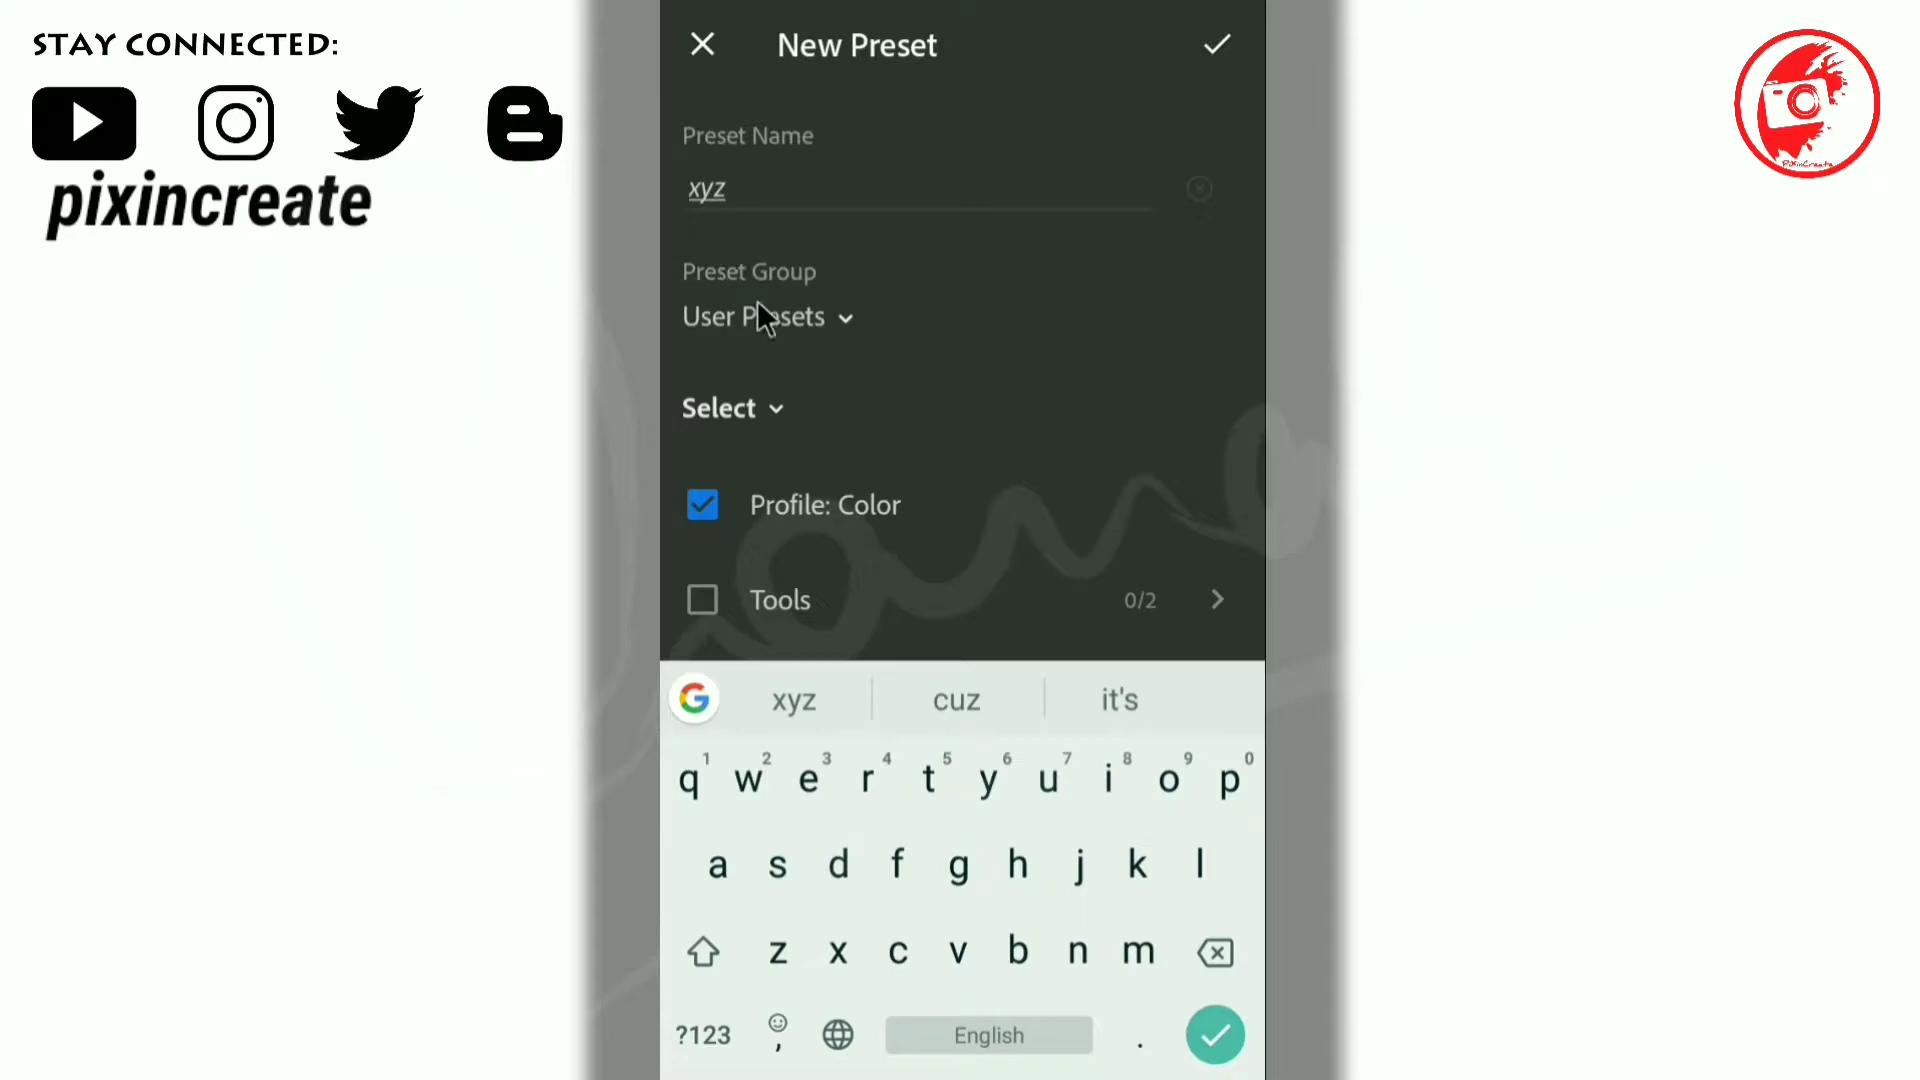 STAY CONNECTED:
pixincreate
PiXinCreate
New Preset
Preset Name
xyz
Preset Group
User Presets
Select
Profile: Color
Tools 0/2
G xyz cuz it's
1 2 3 4 5 6 7 8 9 0
q w e r t y u i o p
a s d f g h j k l
z x c v b n m
?123 , English .